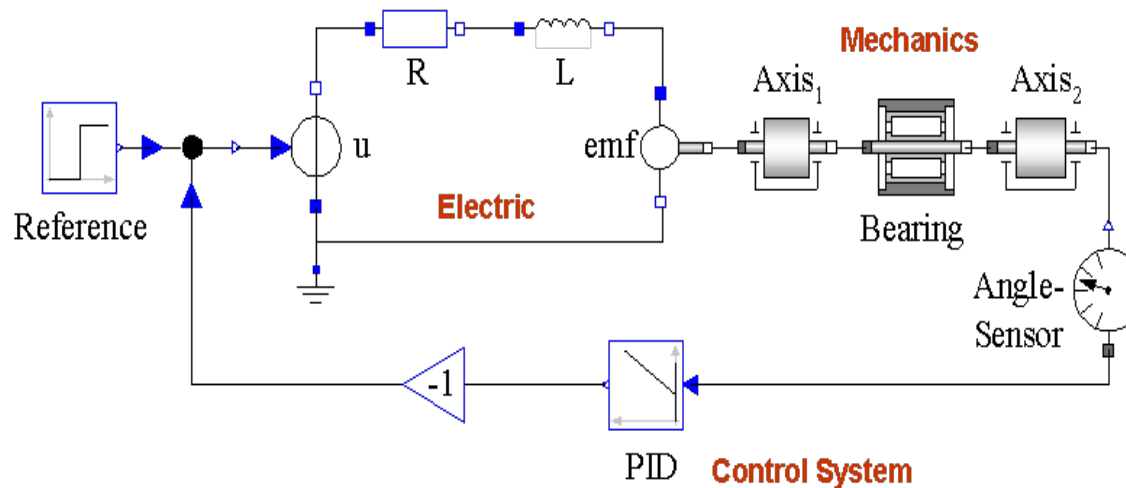 Mechanics
R
L
Axis1
Axis2
u
emf
Reference
Electric
Bearing
Angle-
Sensor
-1
PID
Control System